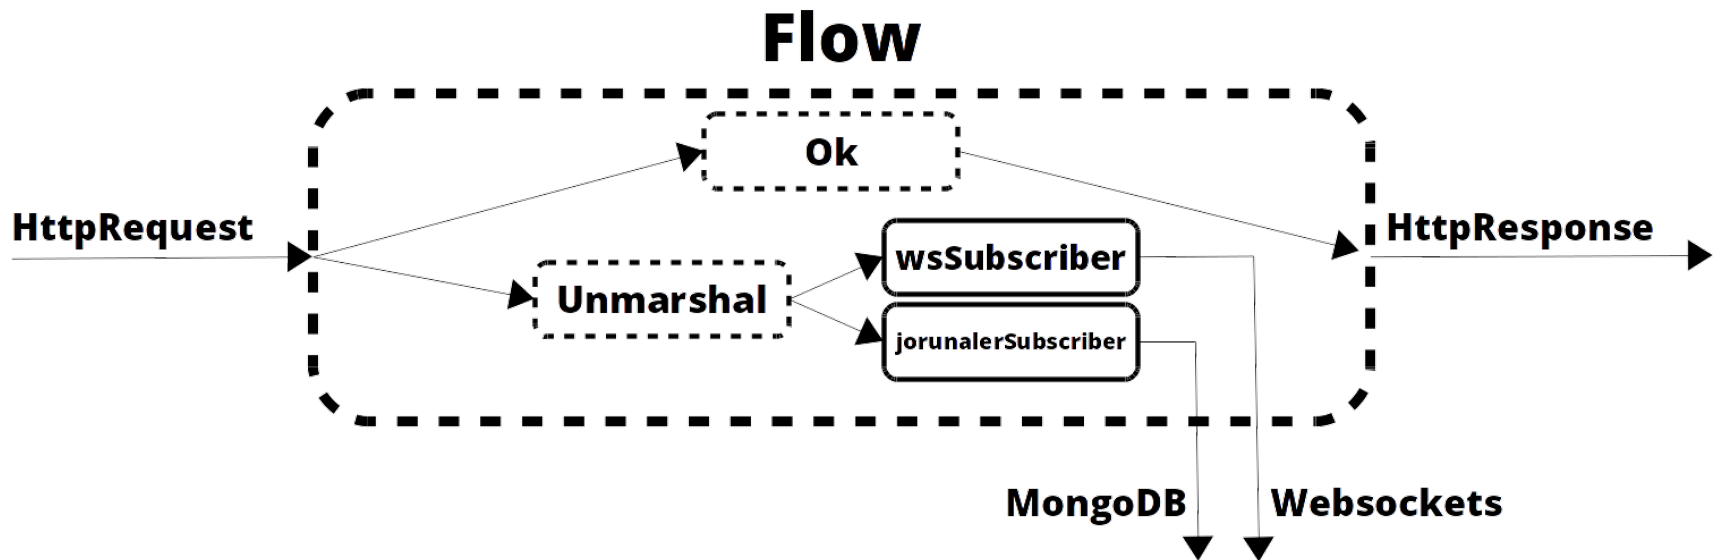 Flow
Ok
HttpRequest
HttpResponse
wsSubscriber
Unmarshal
jorunalerSubscriber
MongoDB
Websockets